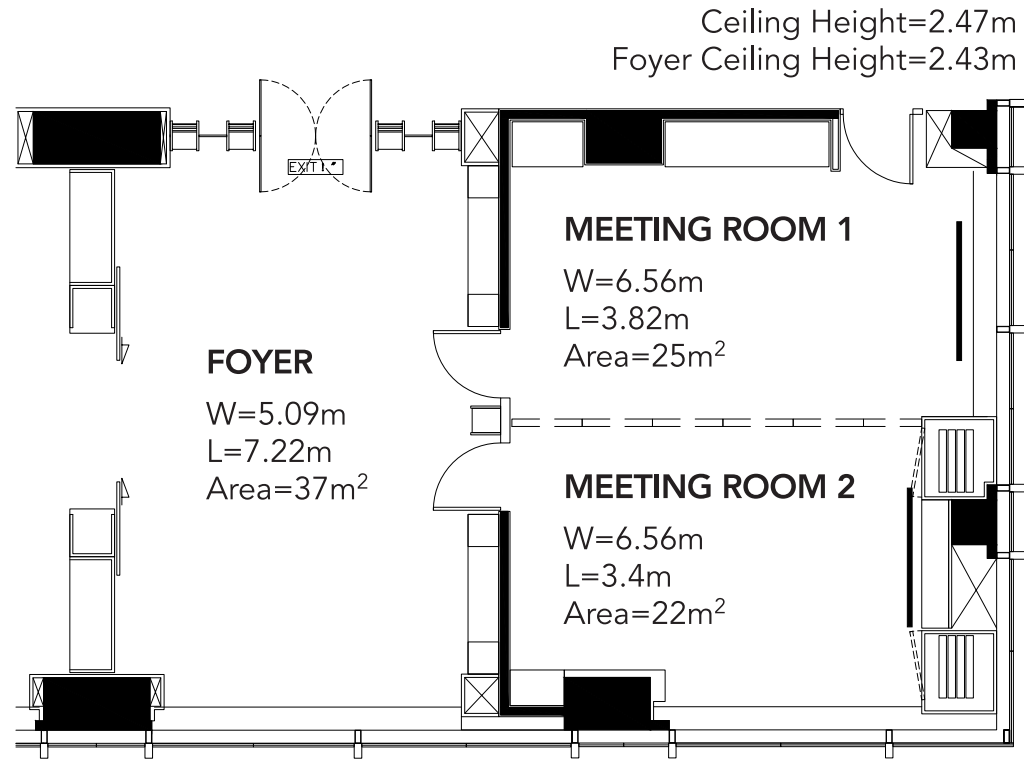 Ceiling Height=2.47m
Foyer Ceiling Height=2.43m
EXIT
MEETING ROOM 1
W=6.56m
L=3.82m
Area=25m²
FOYER
W=5.09m
L=7.22m
Area=37m²
MEETING ROOM 2
W=6.56m
L=3.4m
Area=22m²